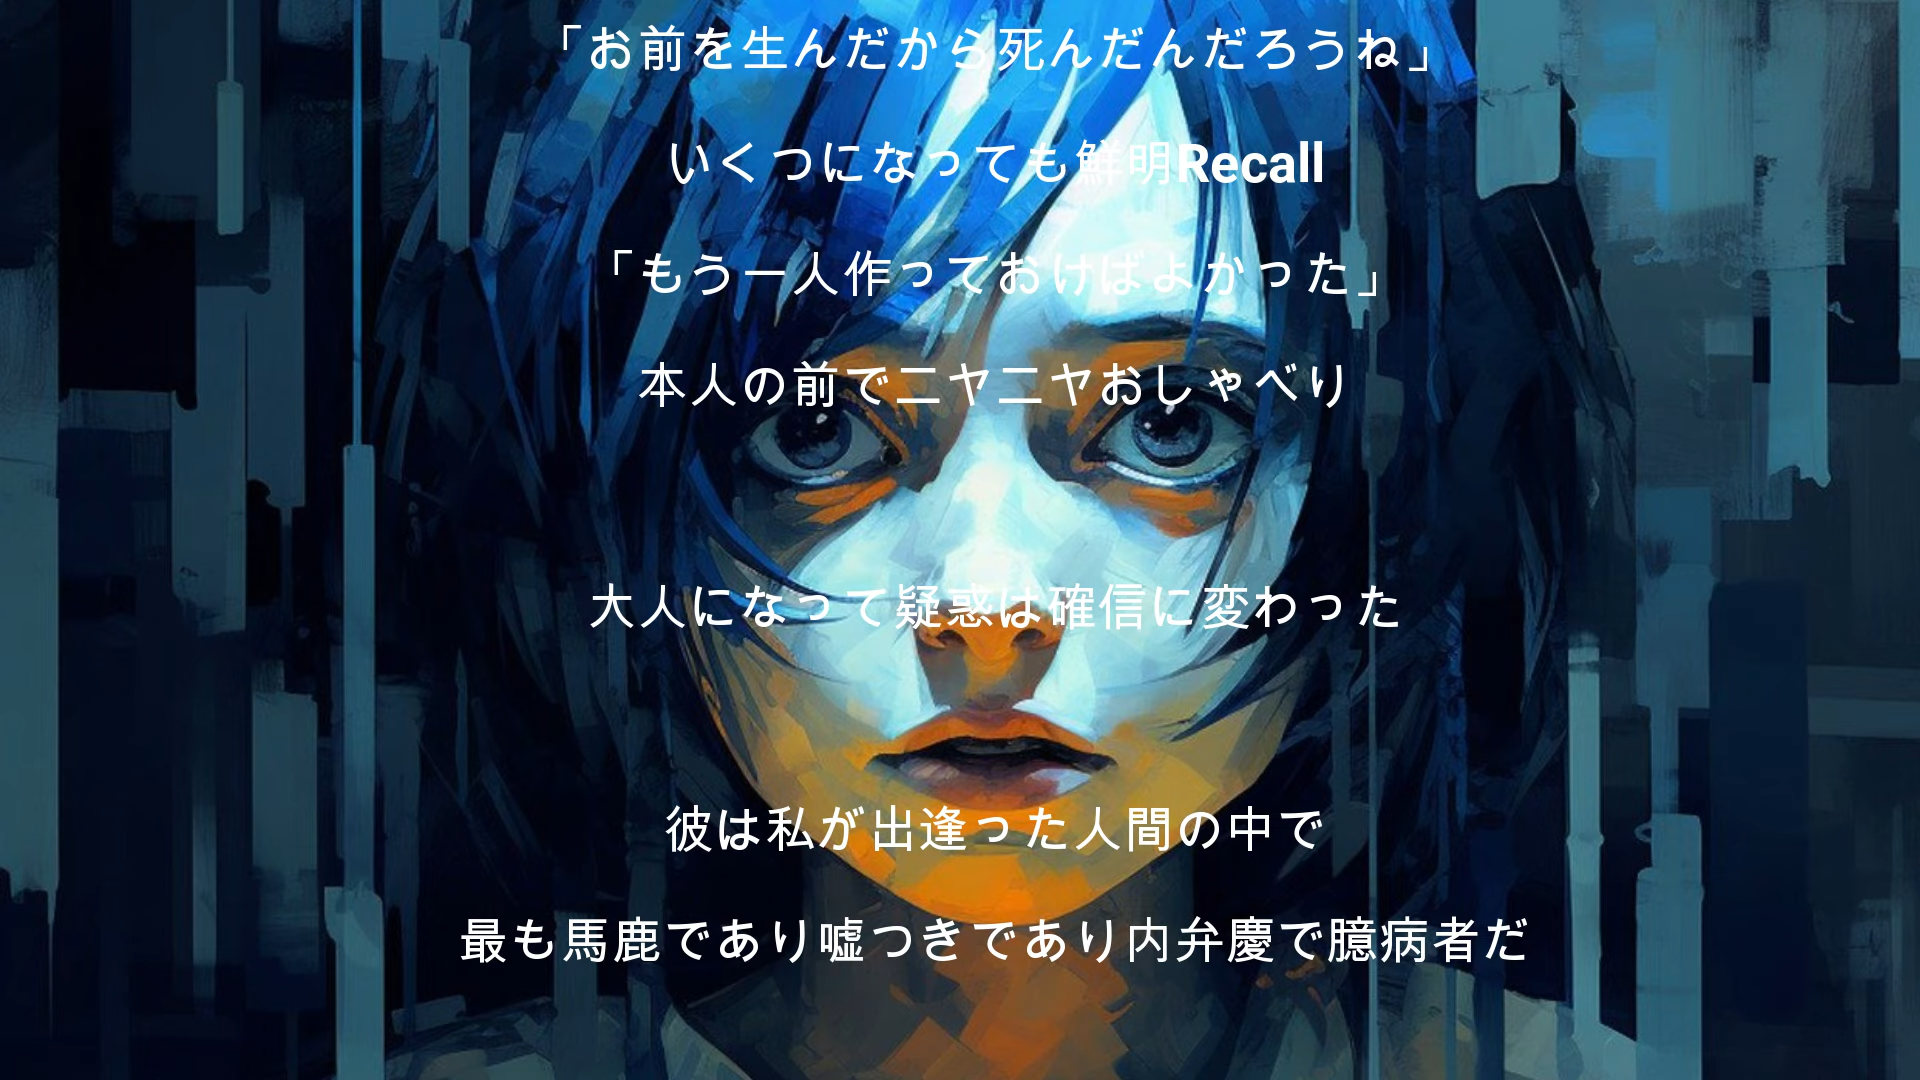 「お前を生んだから死んだんだろうね」
いくつになっても鮮明Recall
「もう一人作っておけばよかった」
本人の前でニヤニヤおしゃべり
大人になって疑惑は確信に変わった
彼は私が出逢った人間の中で
最も馬鹿であり嘘つきであり内弁慶で臆病者だ